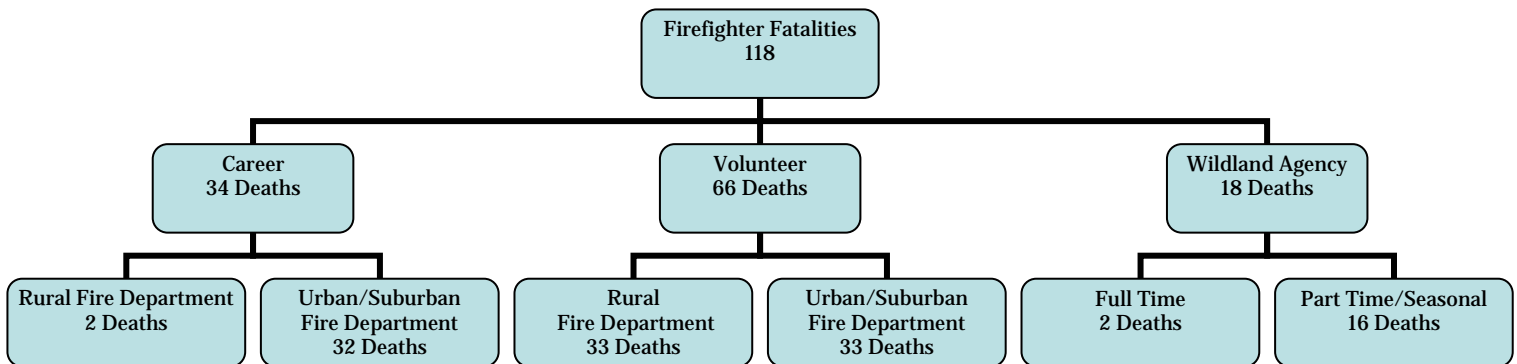 Firefighter Fatalities
118
Career
34 Deaths
Volunteer
66 Deaths
Wildland Agency
18 Deaths
Rural Fire Department
2 Deaths
Urban/Suburban
Fire Department
32 Deaths
Rural
Fire Department
33 Deaths
Urban/Suburban
Fire Department
33 Deaths
Full Time
2 Deaths
Part Time/Seasonal
16 Deaths